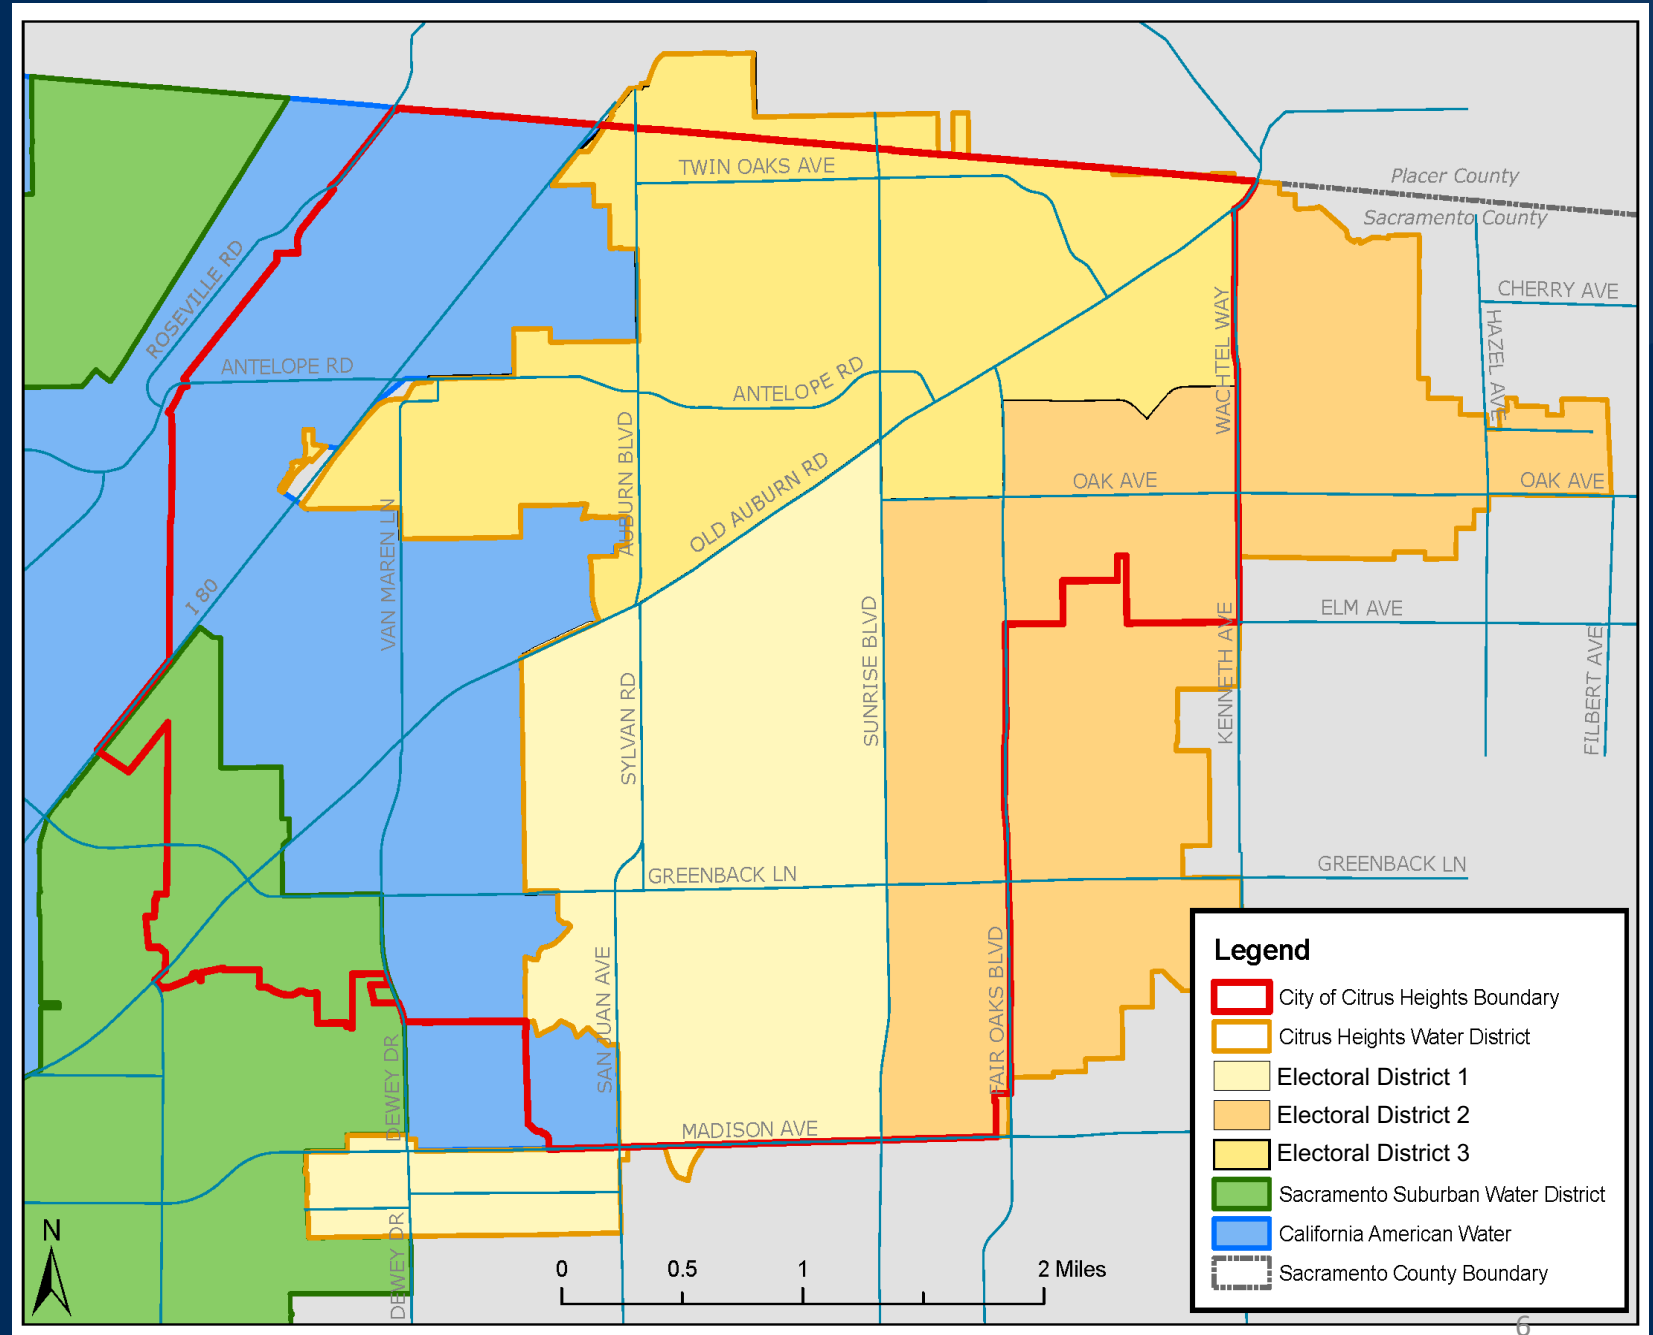 TWIN OAKS AVE
Placer County
Sacramento County
ROSEVILLE RD
CHERRY AVE
HAZEL AVE
WACHTEL WAY
ANTELOPE RD
ANTELOPE RD
AUBURN BLVD
OLD AUBURN RD
OAK AVE
OAK AVE
VAN MAREN LN
I 80
ELM AVE
SUNRISE BLVD
KENNETH AVE
FILBERT AVE
SYLVAN RD
GREENBACK LN
GREENBACK LN
FAIR OAKS BLVD
SAN JUAN AVE
DEWEY DR
MADISON AVE
DEWEY DR
N
0 0.5 1 2 Miles
Legend
City of Citrus Heights Boundary
Citrus Heights Water District
Electoral District 1
Electoral District 2
Electoral District 3
Sacramento Suburban Water District
California American Water
Sacramento County Boundary
6